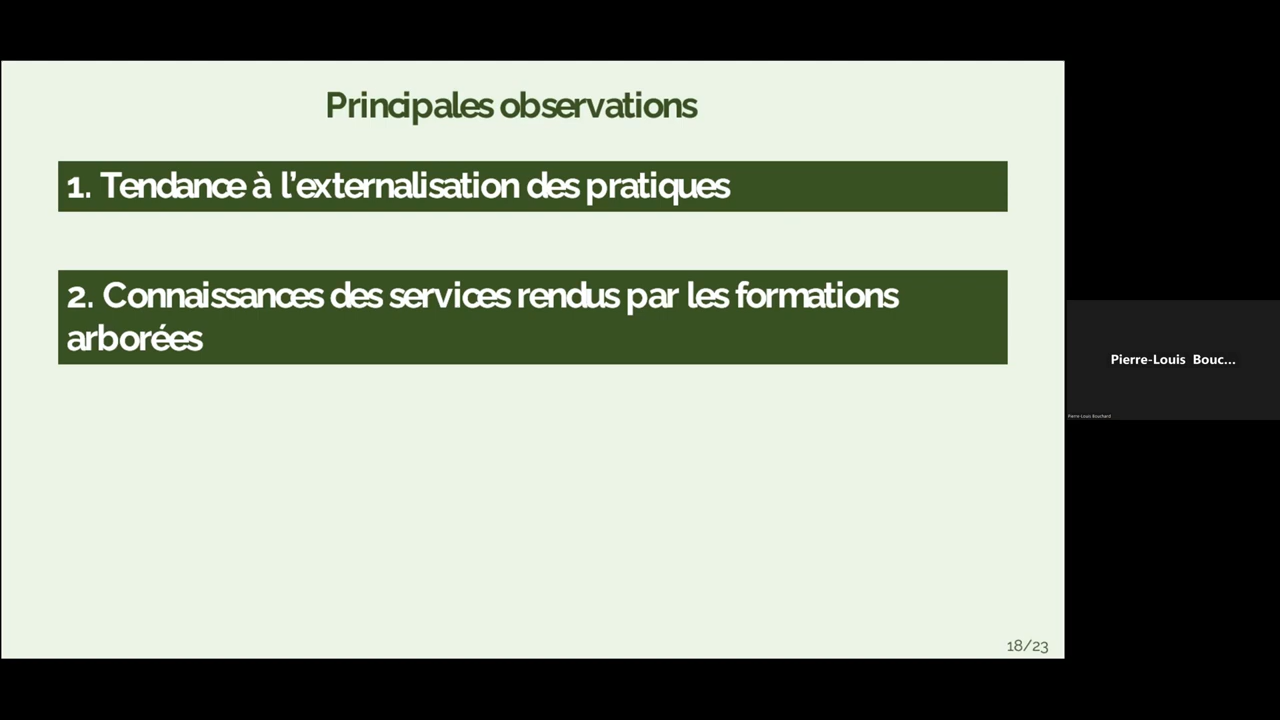 Principales observations
1. Tendance à l'externalisation des pratiques
2. Connaissances des services rendus par les formations
arborées
Pierre-Louis Bouc...
Pierre-Louis Bouchard
18/23